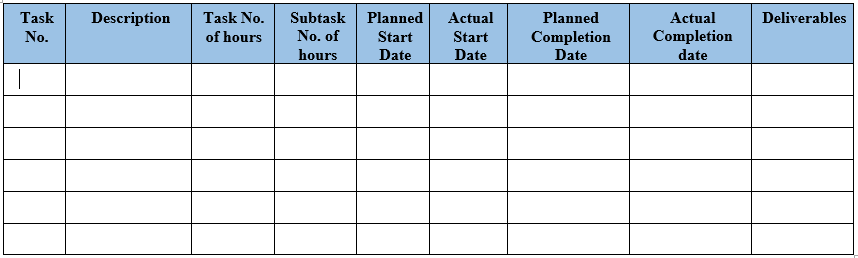 Task No.
Description
Task No. of hours
Subtask No. of hours
Planned Start Date
Actual Start Date
Planned Completion Date
Actual Completion date
Deliverables